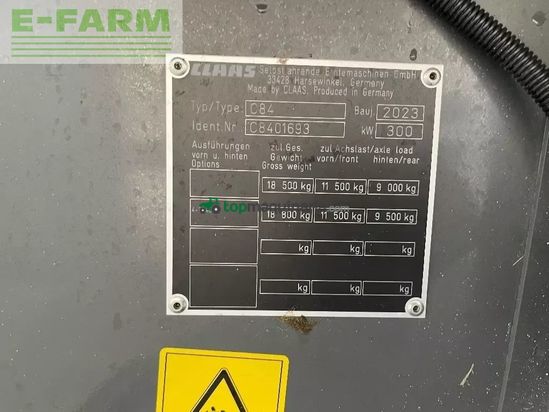 E-FARM
CLAAS Selbstfahrende Erntemaschinen GmbH
33428 Harsewinkel, Germany
Made by CLAAS, Produced in Germany
Typ/Type: C84 Bauj 2023
Ident.Nr C8401693 kW 300
Ausführungen zul Ges. zul Achslast/axle load
vorn u. hinten Gewicht vorn/front hinten/rear
Options Gross weight
18 500 kg 11 500 kg 9 000 kg
topmaquinaria.com
18 800 kg 11 500 kg 9 500 kg
kg kg kg
kg kg kg